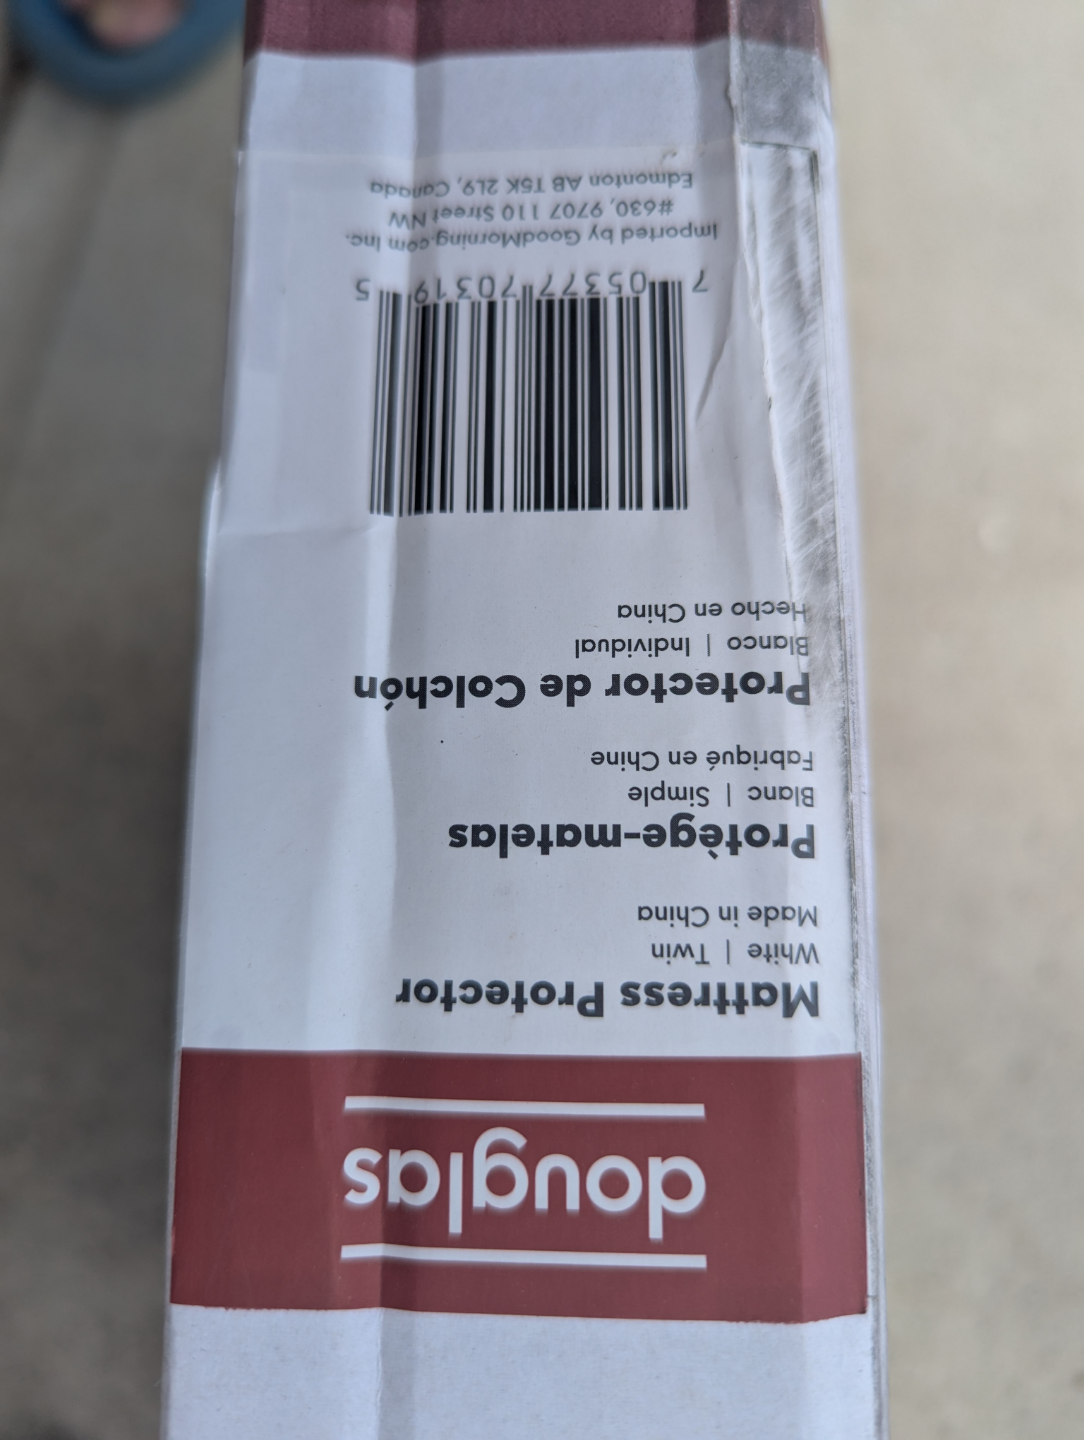 douglas
Mattress Protector
White | Twin
Made in China
Protège-matelas
Blanc | Simple
Fabriqué en Chine
Protector de Colchón
Blanco | Individual
Hecho en China
7 05377 70319 5
Imported by GoodMorning.com Inc.
#630, 9707 110 Street NW
Edmonton AB T5K 2L9, Canada